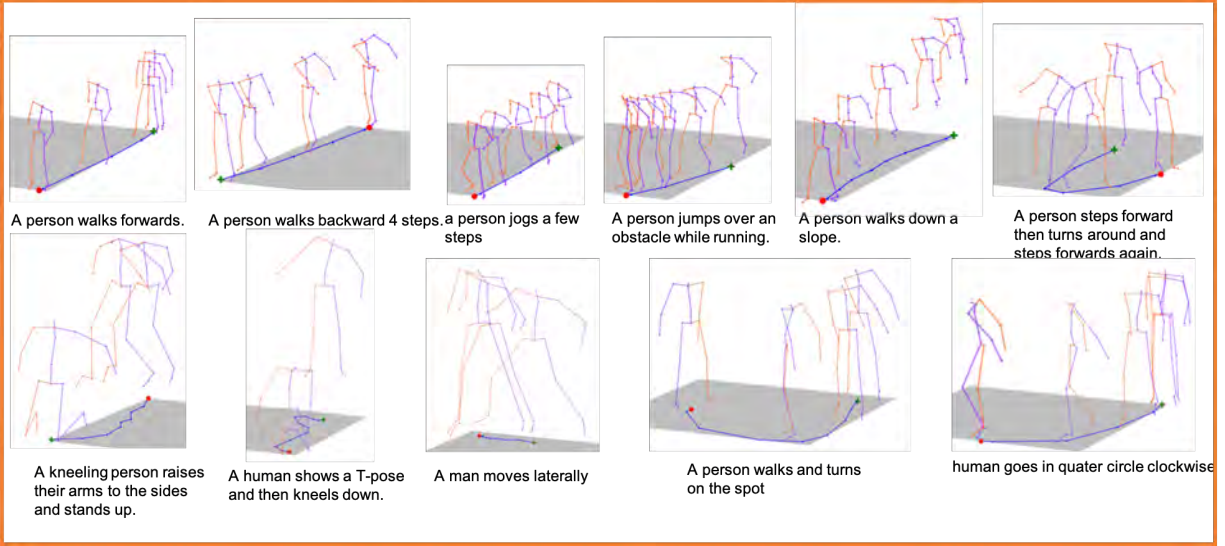 A person walks forwards.
A person walks backward 4 steps.
a person jogs a few
steps
A person jumps over an
obstacle while running.
A person walks down a
slope.
A person steps forward
then turns around and
steps forwards again.
A kneeling person raises
their arms to the sides
and stands up.
A human shows a T-pose
and then kneels down.
A man moves laterally
A person walks and turns
on the spot
human goes in quater circle clockwise